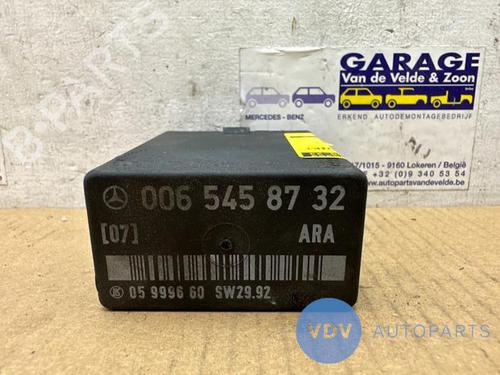 GARAGE
Van de Velde & Zoon
MERCEDES - BENZ
ERKEND AUTODEMONTAGEBEDRIJF
/1015 - 9160 Lokeren / België
+32 (0)9 340 53 54
www.autopartsvandevelde.be
006 545 87 32
[07] ARA
05 9996 60 SW29.92
VDV AUTOPARTS